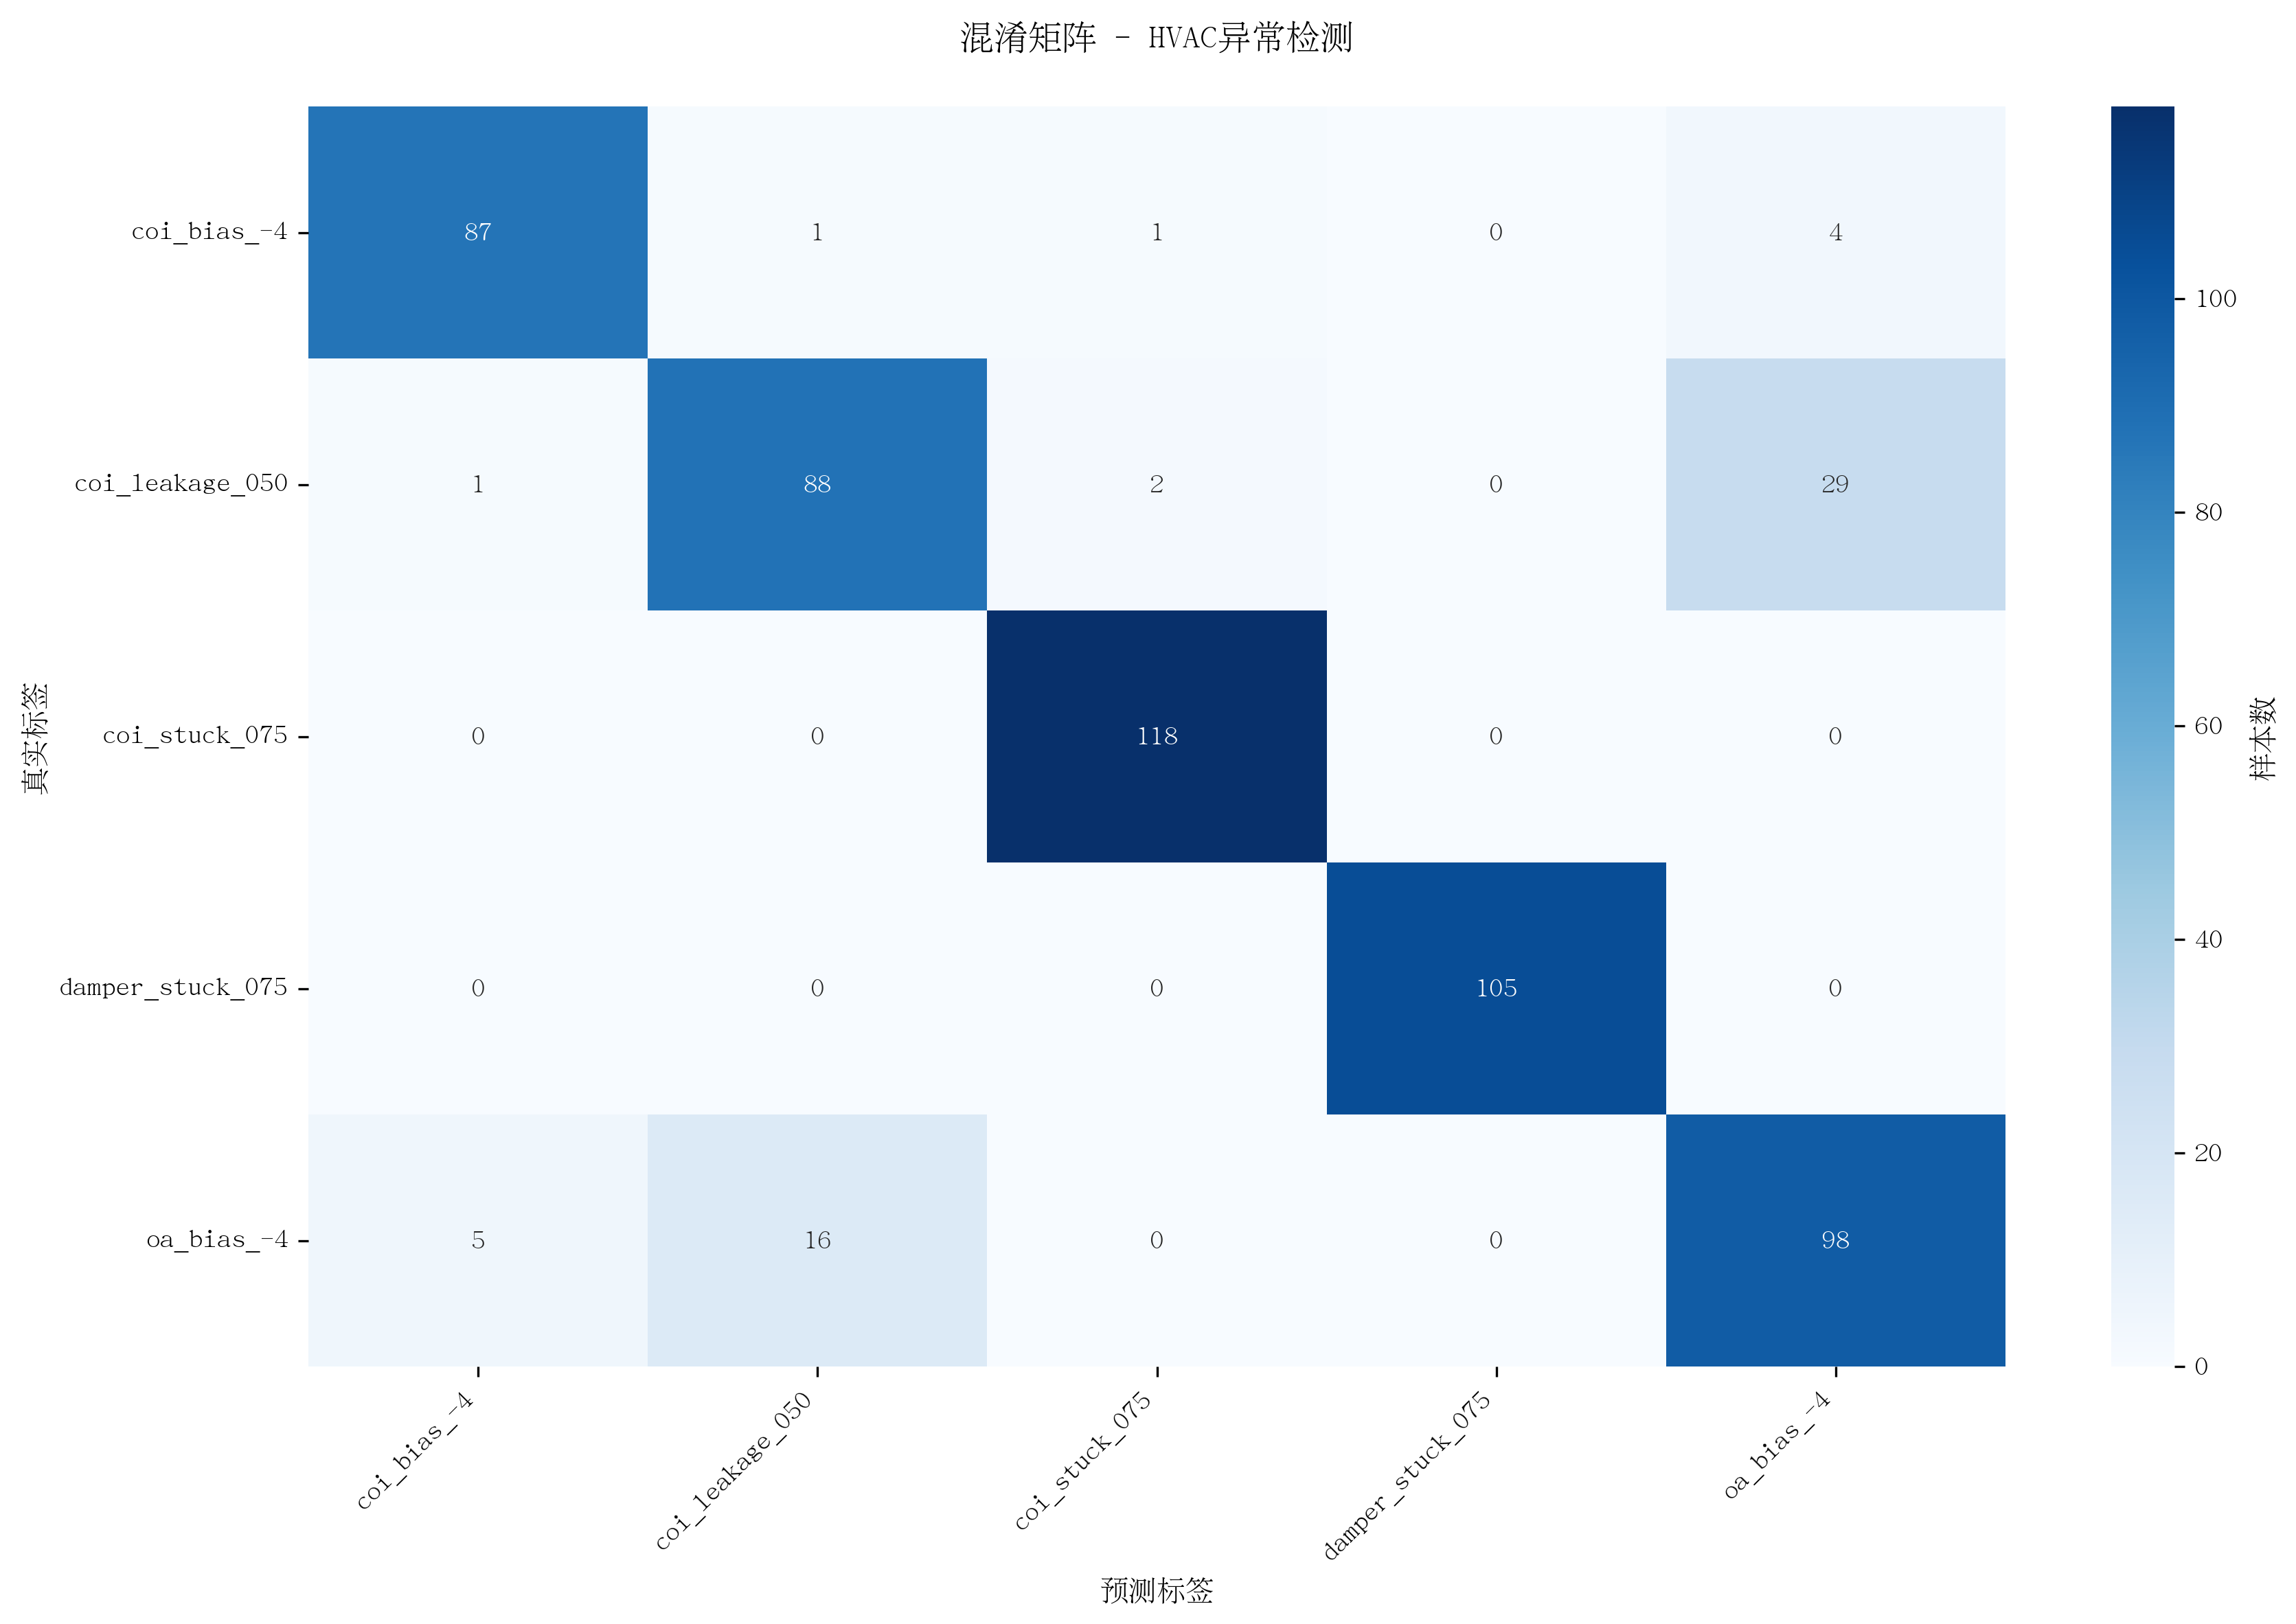 混淆矩阵 - HVAC异常检测
真实标签
coi_bias_-4 87 1 1 0 4
coi_leakage_050 1 88 2 0 29
coi_stuck_075 0 0 118 0 0
damper_stuck_075 0 0 0 105 0
oa_bias_-4 5 16 0 0 98
coi_bias_-4 coi_leakage_050 coi_stuck_075 damper_stuck_075 oa_bias_-4
预测标签
100
80
60
40
20
0
样本数